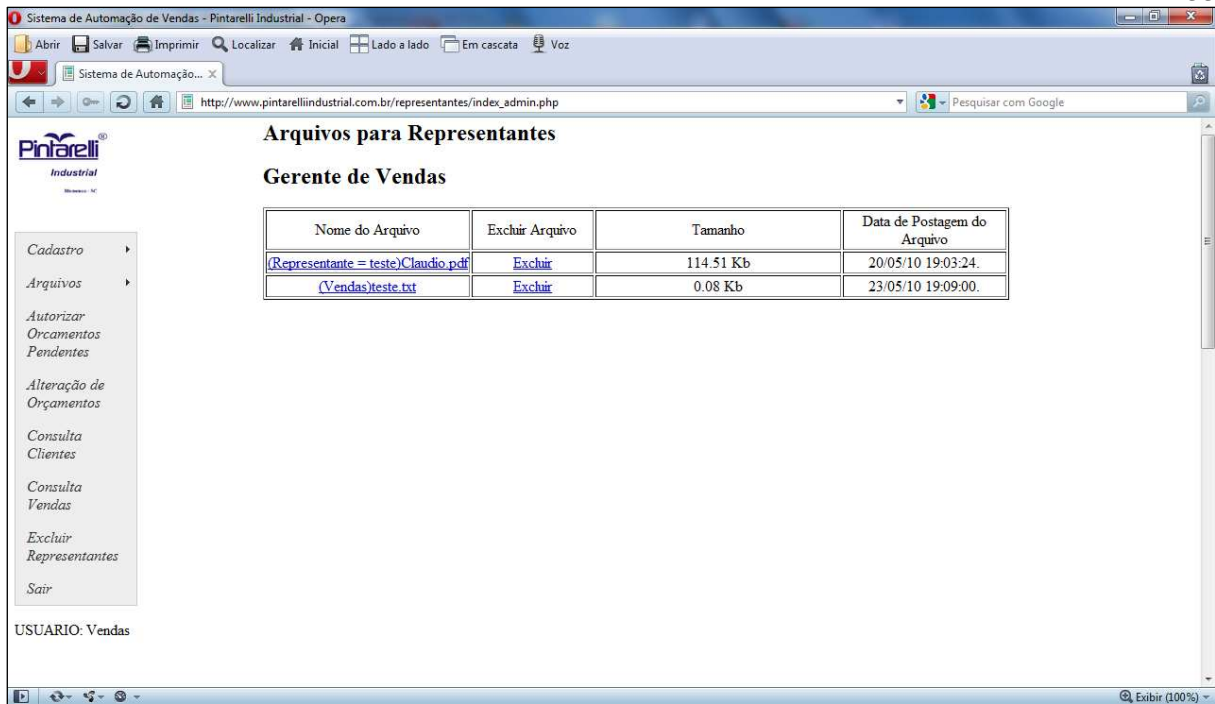 Sistema de Automação de Vendas - Pintarelli Industrial - Opera
Abrir Salvar Imprimir Localizar Inicial Lado a lado Em cascata Voz
Sistema de Automação...
http://www.pintarelliindustrial.com.br/representantes/index_admin.php Pesquisar com Google
Pintarelli®
Industrial
Arquivos para Representantes
Gerente de Vendas
Nome do Arquivo Excluir Arquivo Tamanho Data de Postagem do
Arquivo
(Representante = teste)Claudio.pdf Excluir 114.51 Kb 20/05/10 19:03:24.
(Vendas)teste.txt Excluir 0.08 Kb 23/05/10 19:09:00.
Cadastro
Arquivos
Autorizar
Orcamentos
Pendentes
Alteração de
Orçamentos
Consulta
Clientes
Consulta
Vendas
Excluir
Representantes
Sair
USUARIO: Vendas
Exibir (100%)